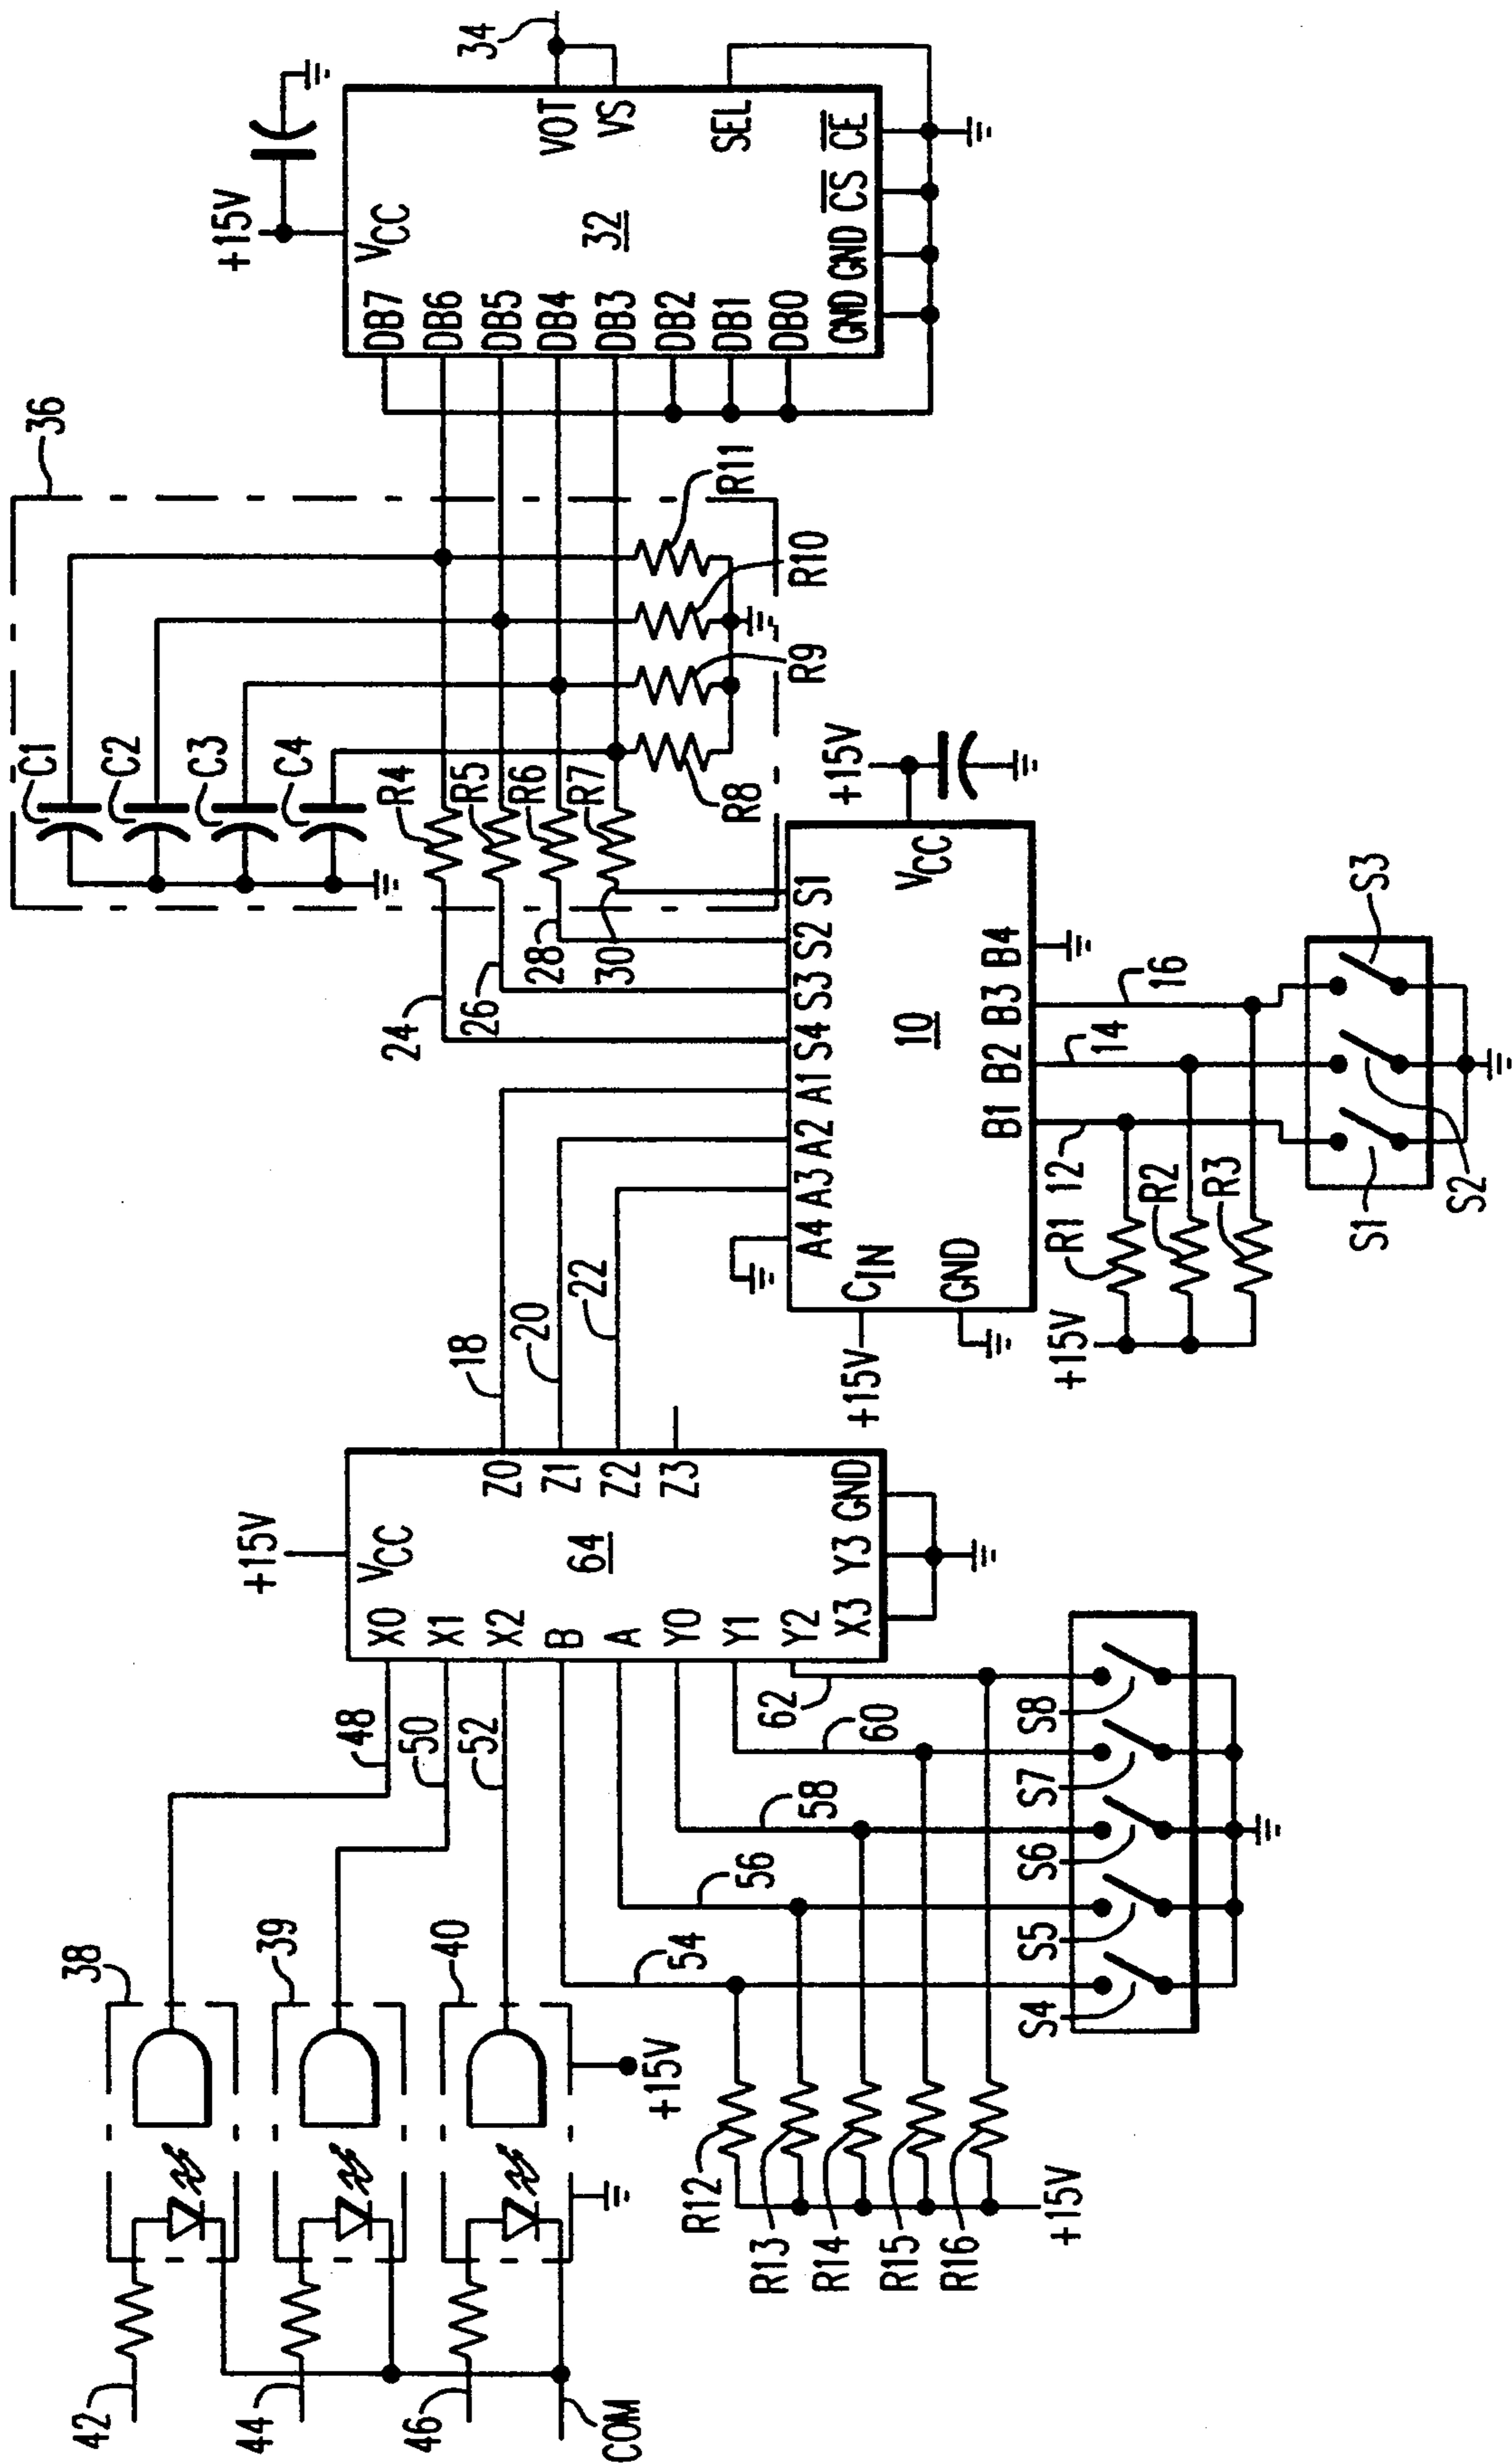 42
44
46
COM
38
39
40
+15V
48
50
52
54
56
58
60
62
R12
R13
R14
R15
R16
+15V
S4
S5
S6
S7
S8
+15V
VCC
X0
X1
X2
B
A
Y0
Y1
Y2
X3
Y3
GND
Z0
Z1
Z2
Z3
64
18
20
22
24
26
28
30
A4
A3
A2
A1
S4
S3
S2
S1
CIN
+15V
GND
10
VCC
+15V
B1
B2
B3
B4
12
14
16
R1
R2
R3
+15V
S1
S2
S3
36
C1
C2
C3
C4
R4
R5
R6
R7
R8
R9
R10
R11
+15V
VCC
DB7
DB6
DB5
DB4
DB3
DB2
DB1
DB0
32
VOT
VS
SEL
GND
GND
C̅S̅
C̅E̅
34